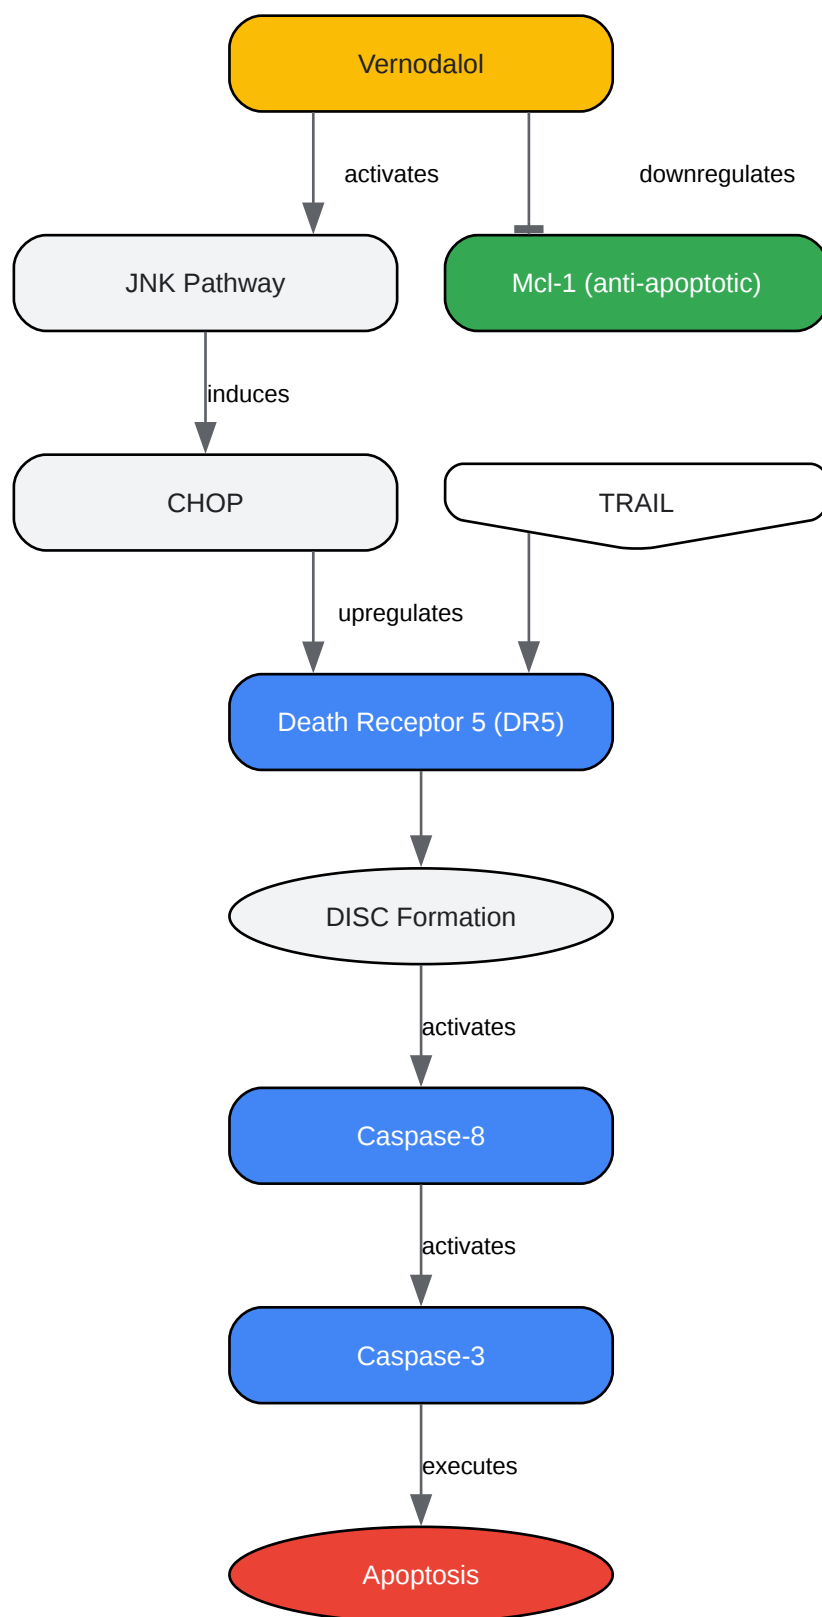 Vernodalol
activates
downregulates
JNK Pathway
Mcl-1 (anti-apoptotic)
induces
CHOP
TRAIL
upregulates
Death Receptor 5 (DR5)
DISC Formation
activates
Caspase-8
activates
Caspase-3
executes
Apoptosis